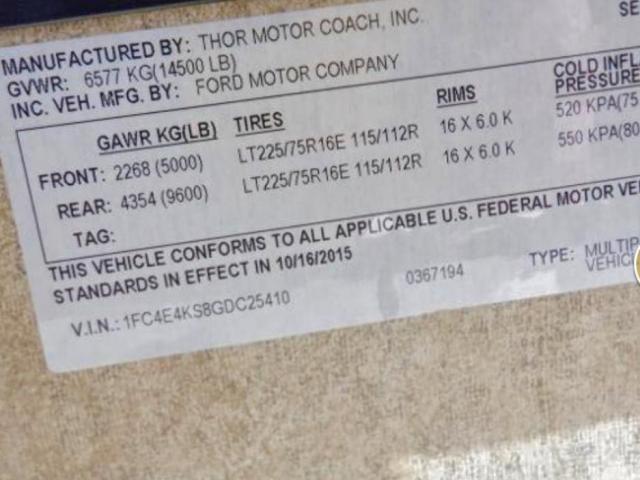 MANUFACTURED BY: THOR MOTOR COACH, INC. SE
GVWR: 6577 KG(14500 LB)
INC. VEH. MFG. BY: FORD MOTOR COMPANY
GAWR KG(LB) TIRES RIMS COLD INFL
PRESSURE
FRONT: 2268 (5000) LT225/75R16E 115/112R 16 X 6.0 K 520 KPA(75
REAR: 4354 (9600) LT225/75R16E 115/112R 16 X 6.0 K 550 KPA(80
TAG:
THIS VEHICLE CONFORMS TO ALL APPLICABLE U.S. FEDERAL MOTOR VE
STANDARDS IN EFFECT IN 10/16/2015
V.I.N.: 1FC4E4KS8GDC25410 0367194 TYPE: MULTIP
VEHIC